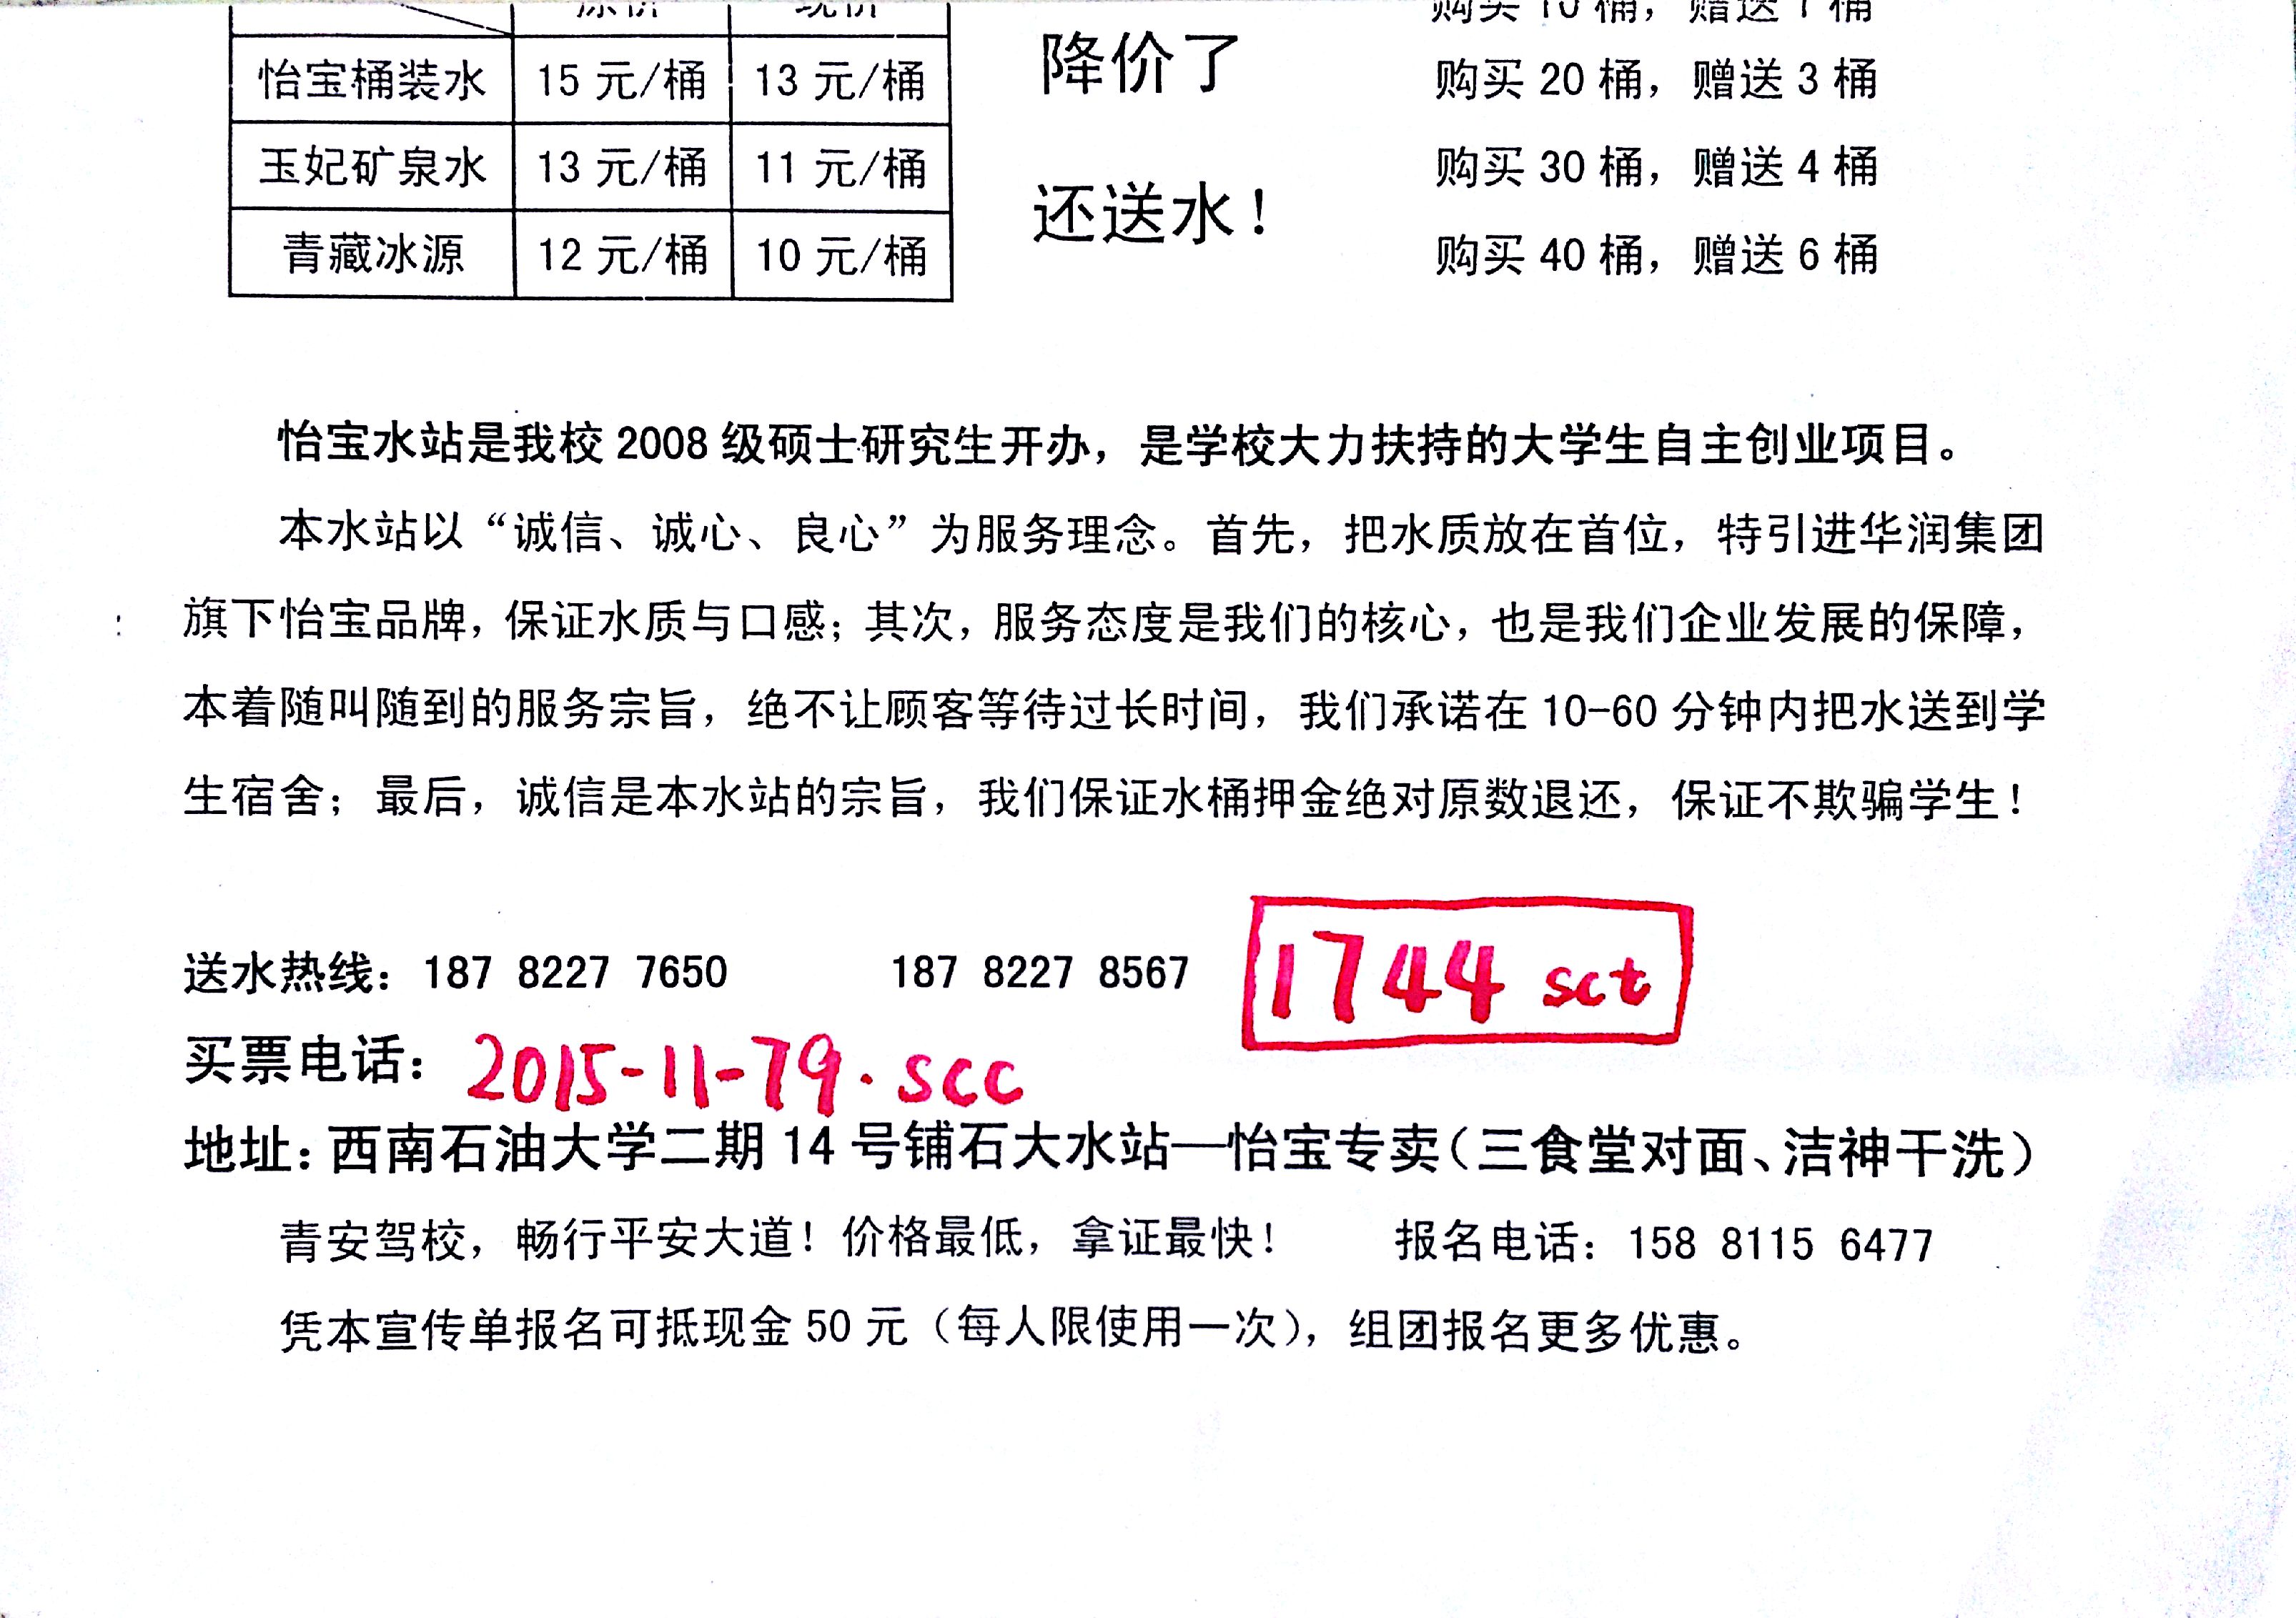 原价 现价 购买 10 桶，赠送 1 桶
怡宝桶装水 15 元/桶 13 元/桶 降价了 购买 20 桶，赠送 3 桶
玉妃矿泉水 13 元/桶 11 元/桶 购买 30 桶，赠送 4 桶
还送水！
青藏冰源 12 元/桶 10 元/桶 购买 40 桶，赠送 6 桶
怡宝水站是我校 2008 级硕士研究生开办，是学校大力扶持的大学生自主创业项目。
本水站以“诚信、诚心、良心”为服务理念。首先，把水质放在首位，特引进华润集团
旗下怡宝品牌，保证水质与口感；其次，服务态度是我们的核心，也是我们企业发展的保障，
本着随叫随到的服务宗旨，绝不让顾客等待过长时间，我们承诺在 10-60 分钟内把水送到学
生宿舍；最后，诚信是本水站的宗旨，我们保证水桶押金绝对原数退还，保证不欺骗学生！
送水热线：187 8227 7650 187 8227 8567 1744 sct
买票电话：2015-11-79.scc
地址：西南石油大学二期 14 号铺石大水站—怡宝专卖（三食堂对面、洁神干洗）
青安驾校，畅行平安大道！价格最低，拿证最快！ 报名电话：158 8115 6477
凭本宣传单报名可抵现金 50 元（每人限使用一次），组团报名更多优惠。